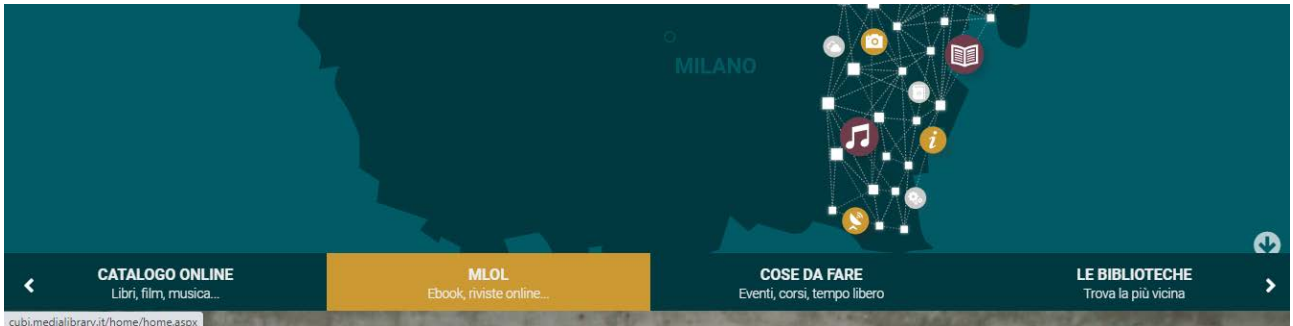 MILANO
CATALOGO ONLINE
Libri, film, musica...
MLOL
Ebook, riviste online...
COSE DA FARE
Eventi, corsi, tempo libero
LE BIBLIOTECHE
Trova la più vicina
cubi.medialibrary.it/home/home.aspx